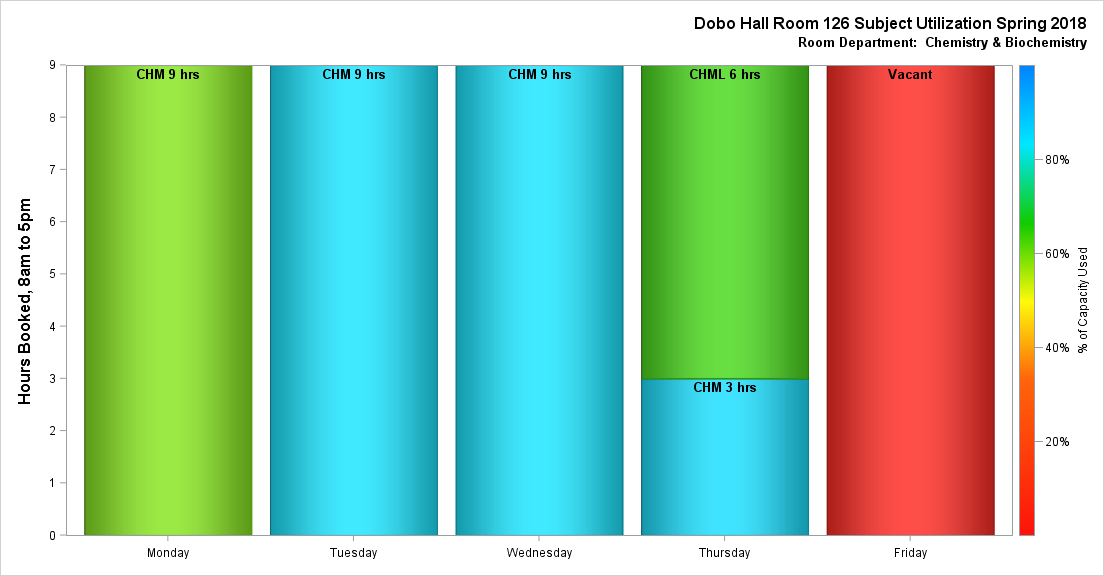 Dobo Hall Room 126 Subject Utilization Spring 2018
Room Department:  Chemistry & Biochemistry
Hours Booked, 8am to 5pm
9
8
7
6
5
4
3
2
1
0
CHM 9 hrs
CHM 9 hrs
CHM 9 hrs
CHML 6 hrs
CHM 3 hrs
Vacant
Monday
Tuesday
Wednesday
Thursday
Friday
80%
60%
40%
20%
% of Capacity Used